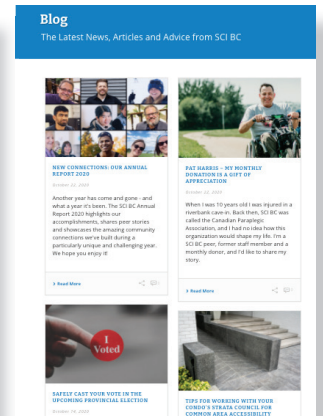 Blog
The Latest News, Articles and Advice from SCI BC
NEW CONNECTIONS: OUR ANNUAL
REPORT 2020
October 23, 2020
Another year has come and gone - and
what a year it's been. The SCI BC Annual
Report 2020 highlights our
accomplishments, shares peer stories
and showcases the amazing community
connections we've built during a
particularly unique and challenging year.
We hope you enjoy it!
> Read More
I
Voted
SAFELY CAST YOUR VOTE IN THE
UPCOMING PROVINCIAL ELECTION
PAT HARRIS – MY MONTHLY
DONATION IS A GIFT OF
APPRECIATION
October 22, 2020
When I was 10 years old I was injured in a
riverbank cave-in. Back then, SCI BC was
called the Canadian Paraplegic
Association, and I had no idea how this
organization would shape my life. I'm a
SCI BC peer, former staff member and a
monthly donor, and I'd like to share my
story.
> Read More
TIPS FOR WORKING WITH YOUR
CONDO'S STRATA COUNCIL FOR
COMMON AREA ACCESSIBILITY